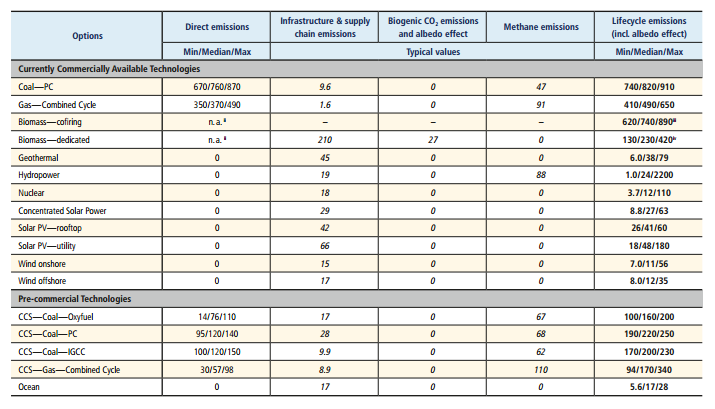 Options Direct emissions Infrastructure & supply chain emissions Biogenic CO₂ emissions and albedo effect Methane emissions Lifecycle emissions (incl. albedo effect)
Min/Median/Max Typical values Min/Median/Max
Currently Commercially Available Technologies
Coal—PC 670/760/870 9.6 0 47 740/820/910
Gas—Combined Cycle 350/370/490 1.6 0 91 410/490/650
Biomass—cofiring n. a. ⁱⁱ – – – 620/740/890ⁱⁱⁱ
Biomass—dedicated n. a. ⁱⁱ 210 27 0 130/230/420ⁱᵛ
Geothermal 0 45 0 0 6.0/38/79
Hydropower 0 19 0 88 1.0/24/2200
Nuclear 0 18 0 0 3.7/12/110
Concentrated Solar Power 0 29 0 0 8.8/27/63
Solar PV—rooftop 0 42 0 0 26/41/60
Solar PV—utility 0 66 0 0 18/48/180
Wind onshore 0 15 0 0 7.0/11/56
Wind offshore 0 17 0 0 8.0/12/35
Pre-commercial Technologies
CCS—Coal—Oxyfuel 14/76/110 17 0 67 100/160/200
CCS—Coal—PC 95/120/140 28 0 68 190/220/250
CCS—Coal—IGCC 100/120/150 9.9 0 62 170/200/230
CCS—Gas—Combined Cycle 30/57/98 8.9 0 110 94/170/340
Ocean 0 17 0 0 5.6/17/28